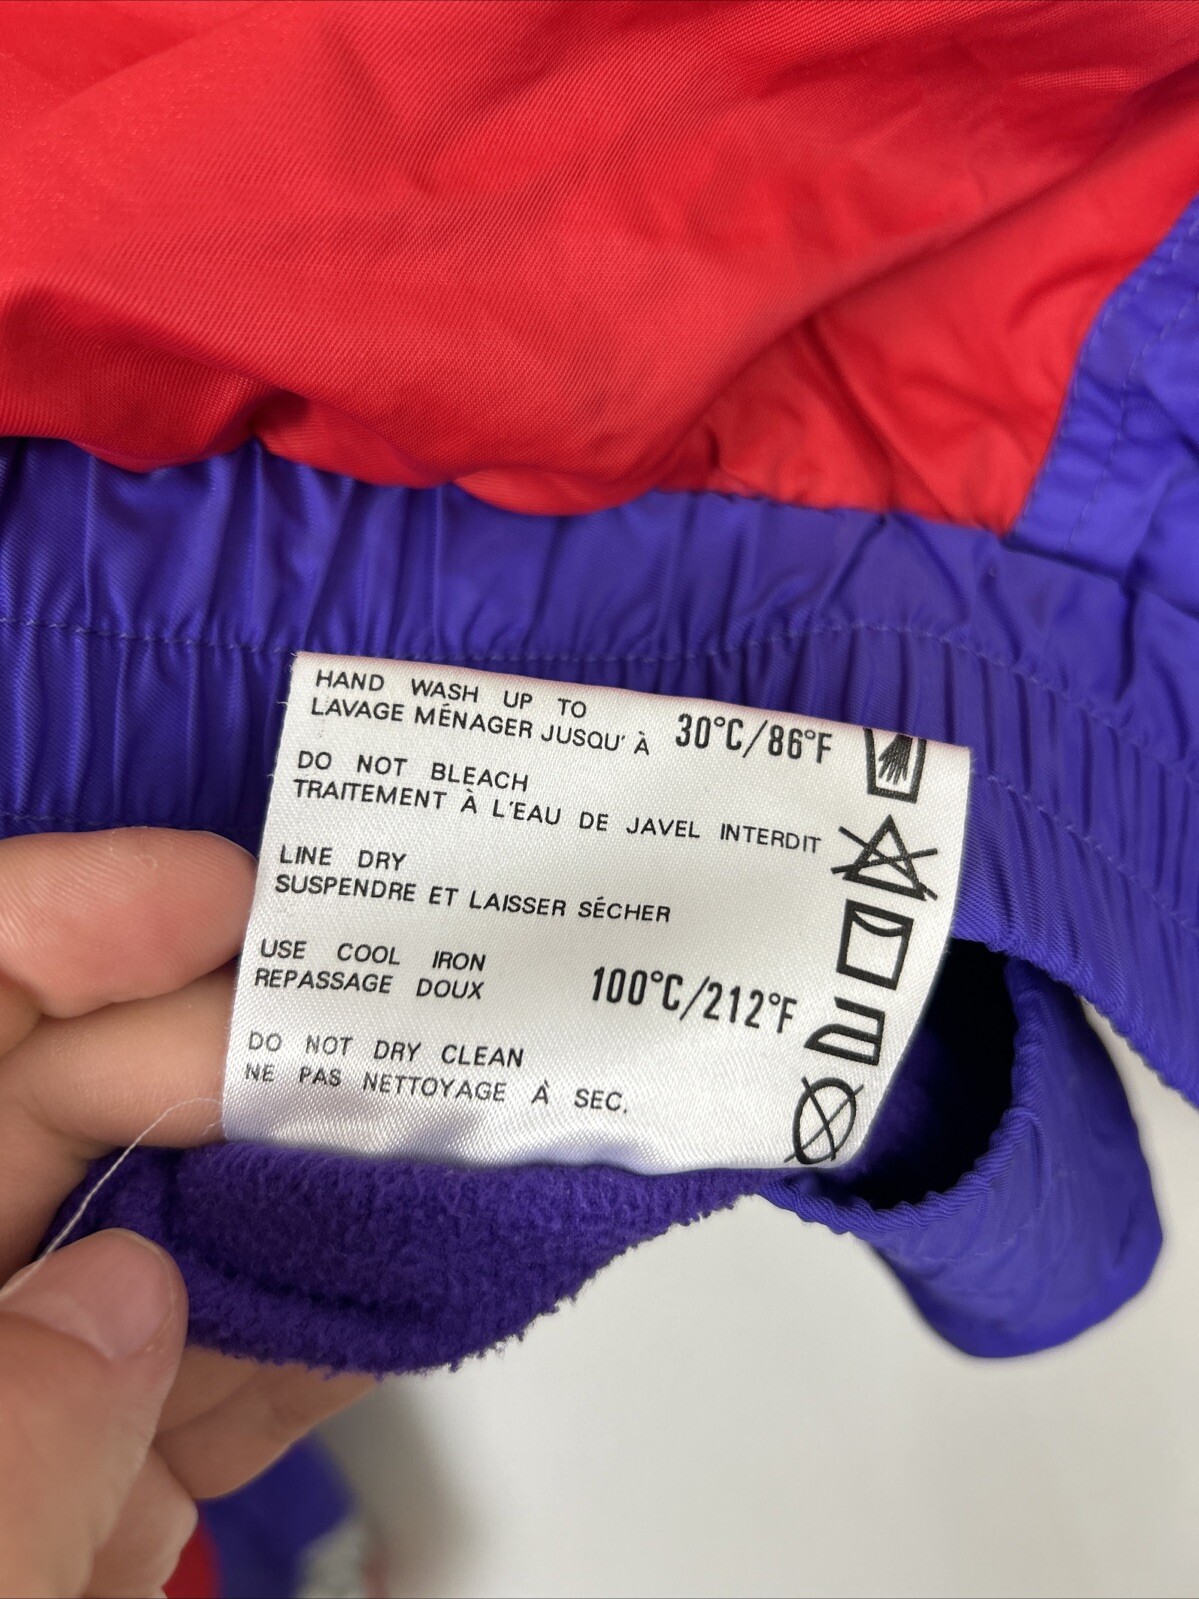 HAND WASH UP TO
LAVAGE MÉNAGER JUSQU' À 30°C/86°F
DO NOT BLEACH
TRAITEMENT À L'EAU DE JAVEL INTERDIT
LINE DRY
SUSPENDRE ET LAISSER SÉCHER
USE COOL IRON
REPASSAGE DOUX 100°C/212°F
DO NOT DRY CLEAN
NE PAS NETTOYAGE À SEC.